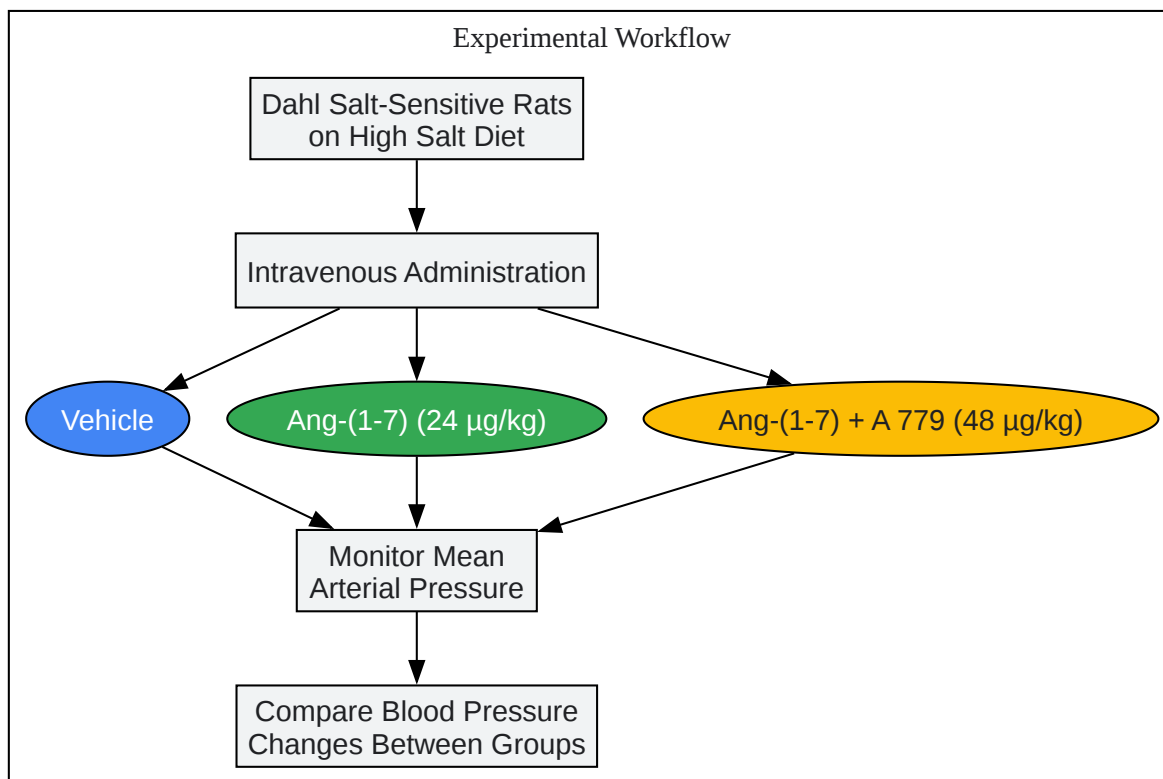 Experimental Workflow
Dahl Salt-Sensitive Rats
on High Salt Diet
Intravenous Administration
Vehicle
Ang-(1-7) (24 µg/kg)
Ang-(1-7) + A 779 (48 µg/kg)
Monitor Mean
Arterial Pressure
Compare Blood Pressure
Changes Between Groups